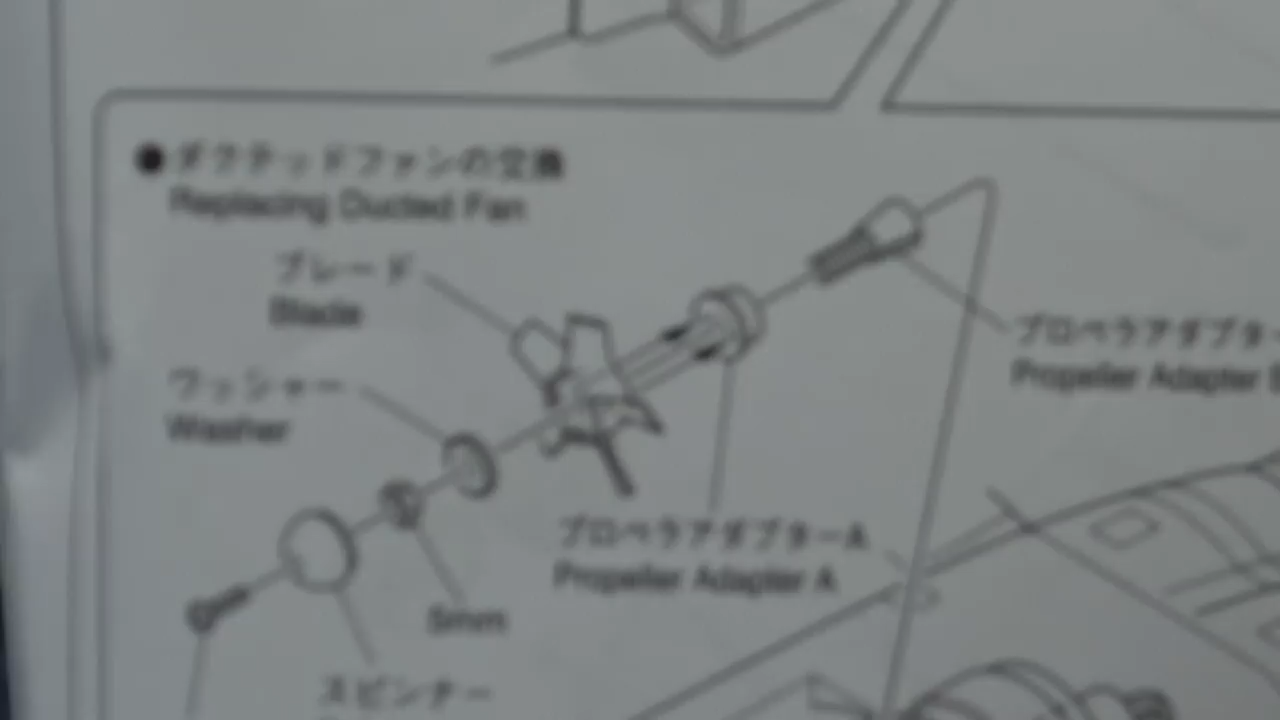 ●ダクテッドファンの交換
Replacing Ducted Fan
ブレード
Blade
プロペラアダプター
Propeller Adapter
ワッシャー
Washer
プロペラアダプターA
Propeller Adapter A
5mm
スピンナー